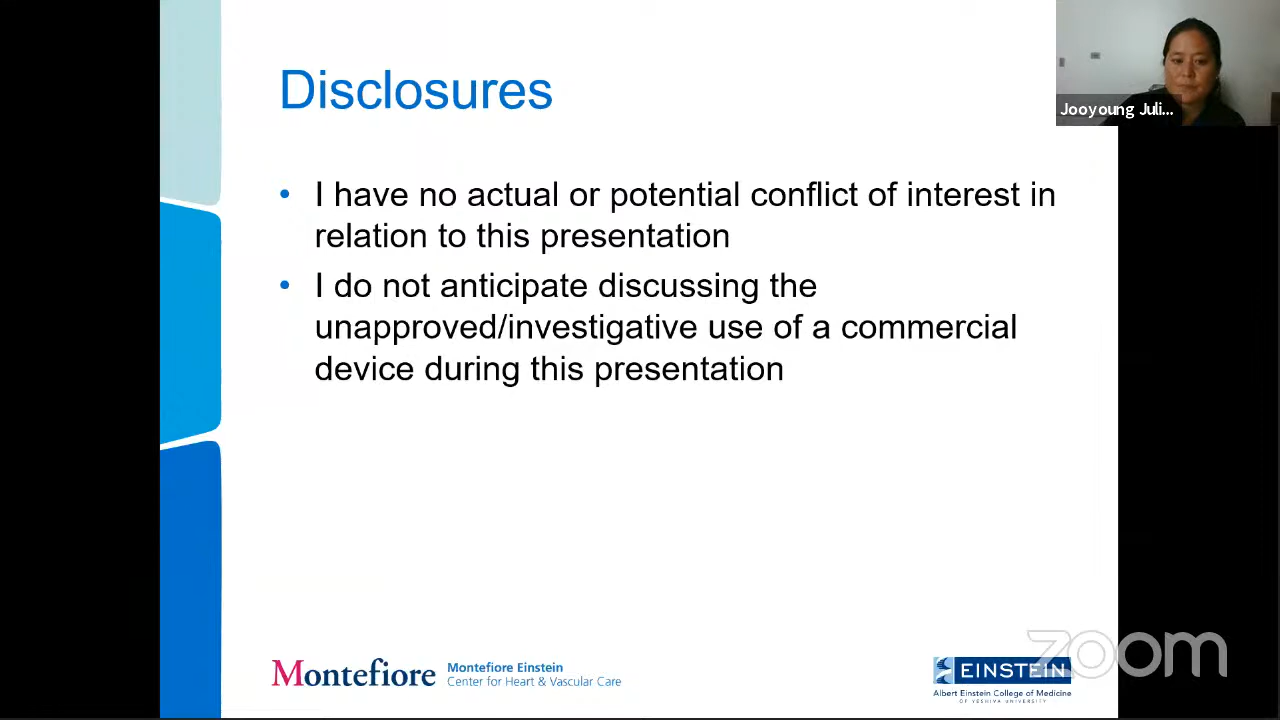 Disclosures
Jooyoung Juli...
• I have no actual or potential conflict of interest in
relation to this presentation
• I do not anticipate discussing the
unapproved/investigative use of a commercial
device during this presentation
zoom
Montefiore
Montefiore Einstein
Center for Heart & Vascular Care
EINSTEIN
Albert Einstein College of Medicine
OF YESHIVA UNIVERSITY